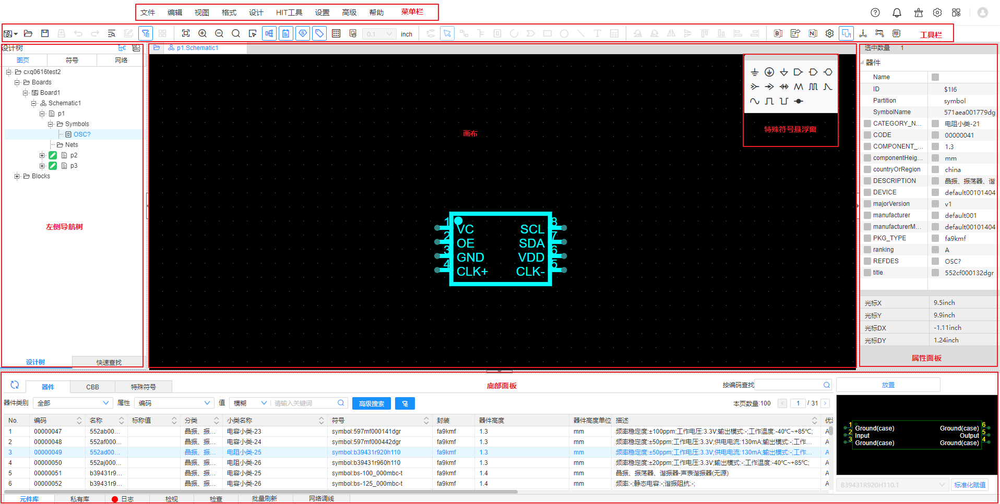 文件 编辑 视图 格式 设计 HIT工具 设置 高级 帮助 菜单栏
0.1 inch 工具栏
设计树
图页 符号 网络
cxq0616test2
Boards
Board1
Schematic1
p1
Symbols
OSC?
Nets
p2
p3
Blocks
左侧导航树
设计树 快速查找
p1.Schematic1
画布
特殊符号悬浮窗
1 VC SCL 8
2 OE SDA 7
3 GND VDD 6
4 CLK+ CLK- 5
选中数量 1
器件
Name
ID $1I6
Partition symbol
SymbolName 571aea001779dg
CATEGORY_N... 电阻小类-21
CODE 00000041
COMPONENT_... 1.3
componentHeig... mm
countryOrRegion china
DESCRIPTION 晶振、振荡器、谐
DEVICE default00101404
majorVersion v1
manufacturer default001
manufacturerM... default00101404
PKG_TYPE fa9kmf
ranking A
REFDES OSC?
title 552cf000132dgr
光标X 9.5inch
光标Y 9.9inch
光标DX -1.11inch
光标DY 1.24inch
属性面板
器件 CBB 特殊符号 底部面板 按编码查找 放置
器件类别 全部 属性 编码 值 模糊 请输入关键词 高级搜索 本页数量:100 1 / 31
No. 编码 名称 标称值 分类 小类名称 符号 封装 器件高度 器件高度单位 描述
1 00000047 552ab00... 晶振、振... 电容小类-23 symbol:597mf000141dgr fa9kmf 1.3 mm 频率稳定度:±100ppm;工作电压:3.3V;输出模式:-;工作温度:-40℃~+85℃; A
2 00000048 552af000... 晶振、振... 电容小类-24 symbol:597mf000442dgr fa9kmf 1.3 mm 频率稳定度:±50ppm;工作电压:3.3V;供电电流:130mA;输出模式:-;工作... A
3 00000049 552ad00... 晶振、振... 电阻小类-25 symbol:b39431r920h110 fa9kmf 1.3 mm 频率稳定度:±50ppm;工作电压:3.3V;供电电流:130mA;输出模式:-;工作... A
4 00000050 552aj000... 晶振、振... 电阻小类-26 symbol:b39431r960h110 fa9kmf 1.3 mm 频率稳定度:±20ppm;工作电压:3.3V;输出模式:-;工作温度:-40℃~+85℃; A
5 00000051 b39431r9... 晶振、振... 电容小类-25 symbol:bs-100_000mbc-t fa9kmf 1.4 mm 晶振、振荡器、谐振器-声表谐振器(无源) A
6 00000052 b39431r9... 晶振、振... 电容小类-26 symbol:bs-125_000mbc-t fa9kmf 1.4 mm 频率:-;静态电容:-;谐振阻抗:-; A
1 Ground(case) Ground(case) 6
2 Input Output 5
3 Ground(case) Ground(case) 4
B39431R920H110.1 标准化赋值
元件库 私有库 日志 检视 检查 批量刷新 网络调线